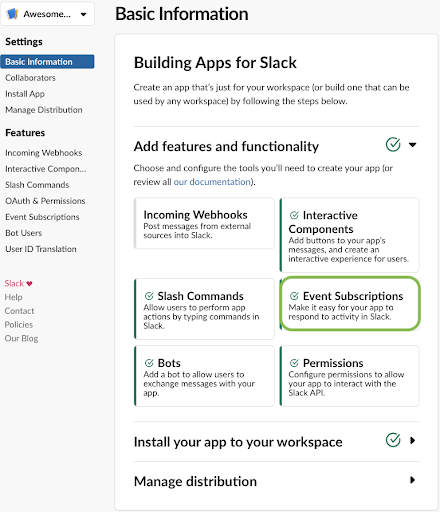 Awesome...
Settings
Basic Information
Collaborators
Install App
Manage Distribution
Features
Incoming Webhooks
Interactive Compon...
Slash Commands
OAuth & Permissions
Event Subscriptions
Bot Users
User ID Translation
Slack
Help
Contact
Policies
Our Blog
Basic Information
Building Apps for Slack
Create an app that's just for your workspace (or build one that can be
used by any workspace) by following the steps below.
Add features and functionality
Choose and configure the tools you'll need to create your app (or
review all our documentation).
Incoming Webhooks
Post messages from external
sources into Slack.
Interactive
Components
Add buttons to your app's
messages, and create an
interactive experience for users.
Slash Commands
Allow users to perform app
actions by typing commands in
Slack.
Event Subscriptions
Make it easy for your app to
respond to activity in Slack.
Bots
Add a bot to allow users to
exchange messages with your
app.
Permissions
Configure permissions to allow
your app to interact with the
Slack API.
Install your app to your workspace
Manage distribution